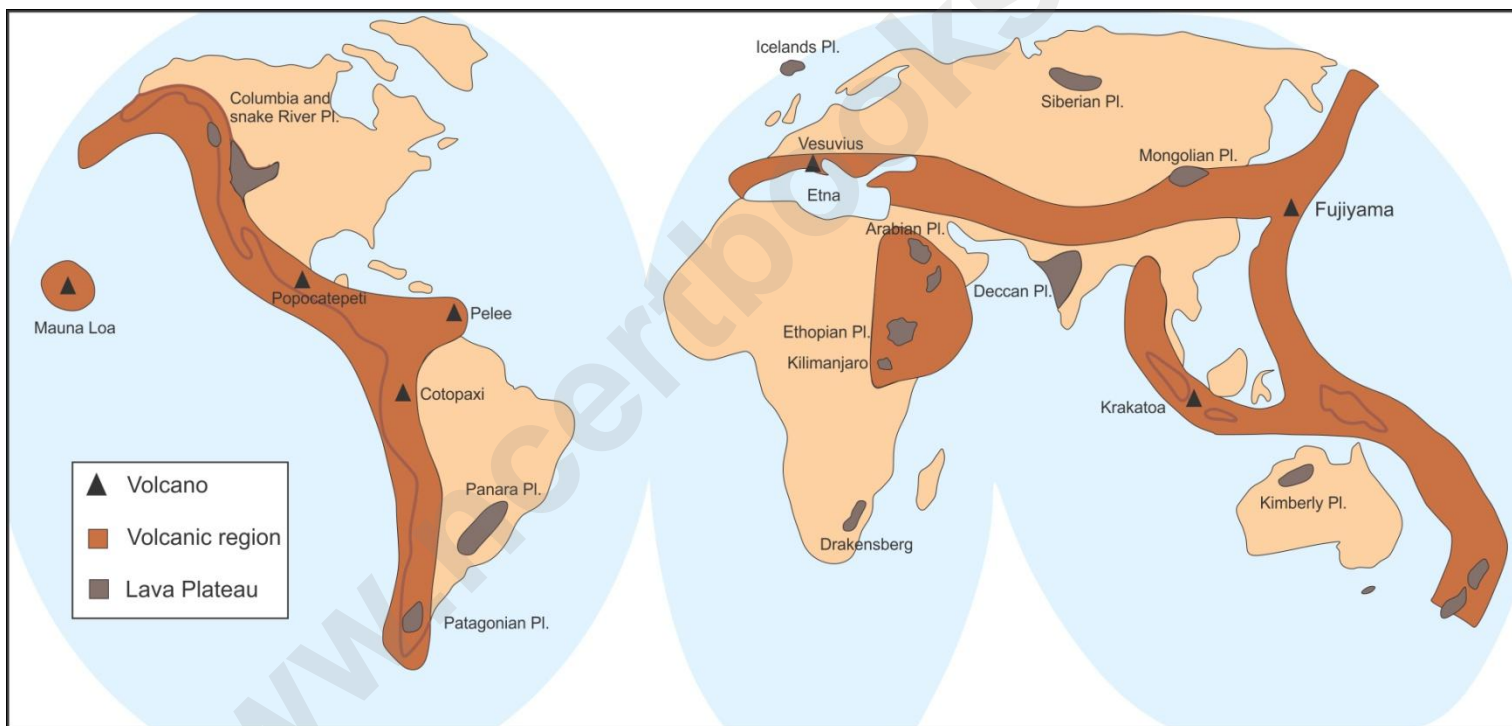 Icelands Pl.
Columbia and
snake River Pl.
Siberian Pl.
Vesuvius
Mongolian Pl.
Etna
Fujiyama
Arabian Pl.
Popocatepeti
Deccan Pl.
Mauna Loa
Pelee
Ethopian Pl.
Kilimanjaro
Cotopaxi
Krakatoa
Volcano
Volcanic region
Lava Plateau
Panara Pl.
Kimberly Pl.
Drakensberg
Patagonian Pl.
www.ncertbooks